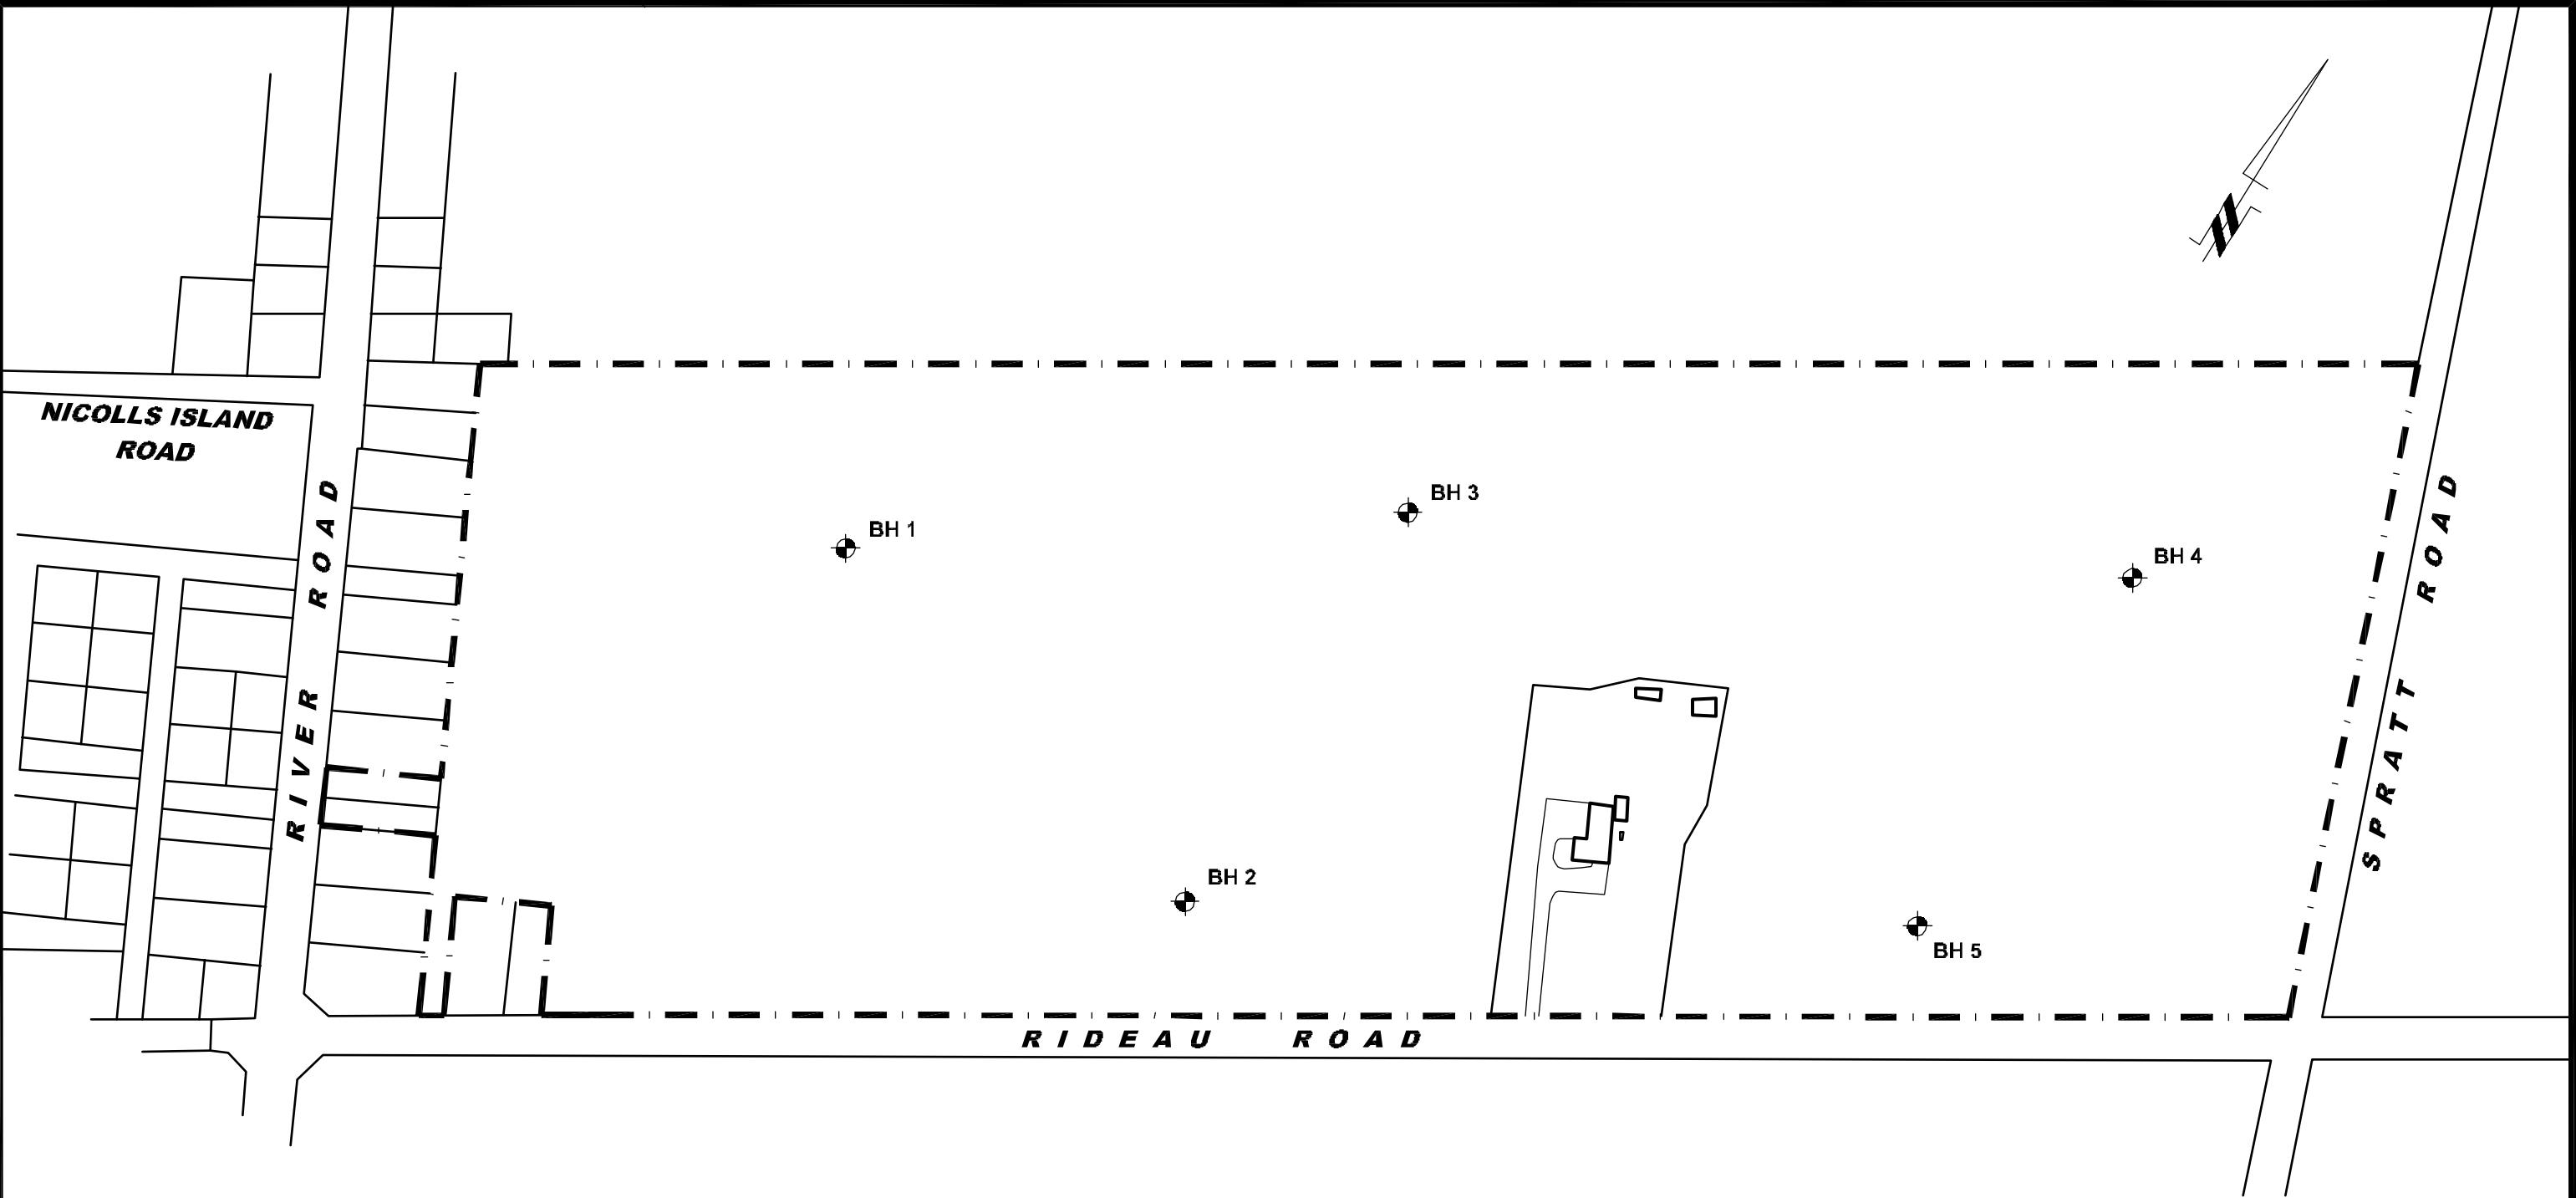 NICOLLS ISLAND
ROAD
RIVER ROAD
BH 1
BH 3
BH 4
BH 2
BH 5
SPRATT ROAD
RIDEAU ROAD